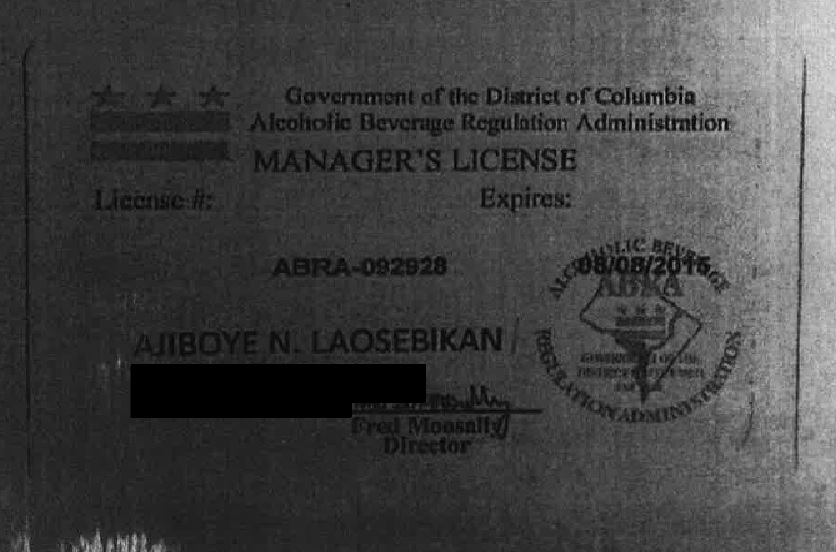 Government of the District of Columbia
Alcoholic Beverage Regulation Administration
MANAGER'S LICENSE
License #:
Expires:
ABRA-092928
08/08/2015
AJIBOYE N. LAOSEBIKAN
Fred Moosally
Director
ALCOHOLIC BEVERAGE
ABRA
REGULATION ADMINISTRATION